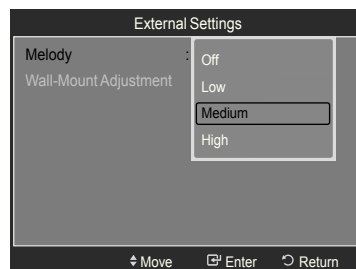 External Settings
Melody :
Wall-Mount Adjustment
Off
Low
Medium
High
Move Enter Return